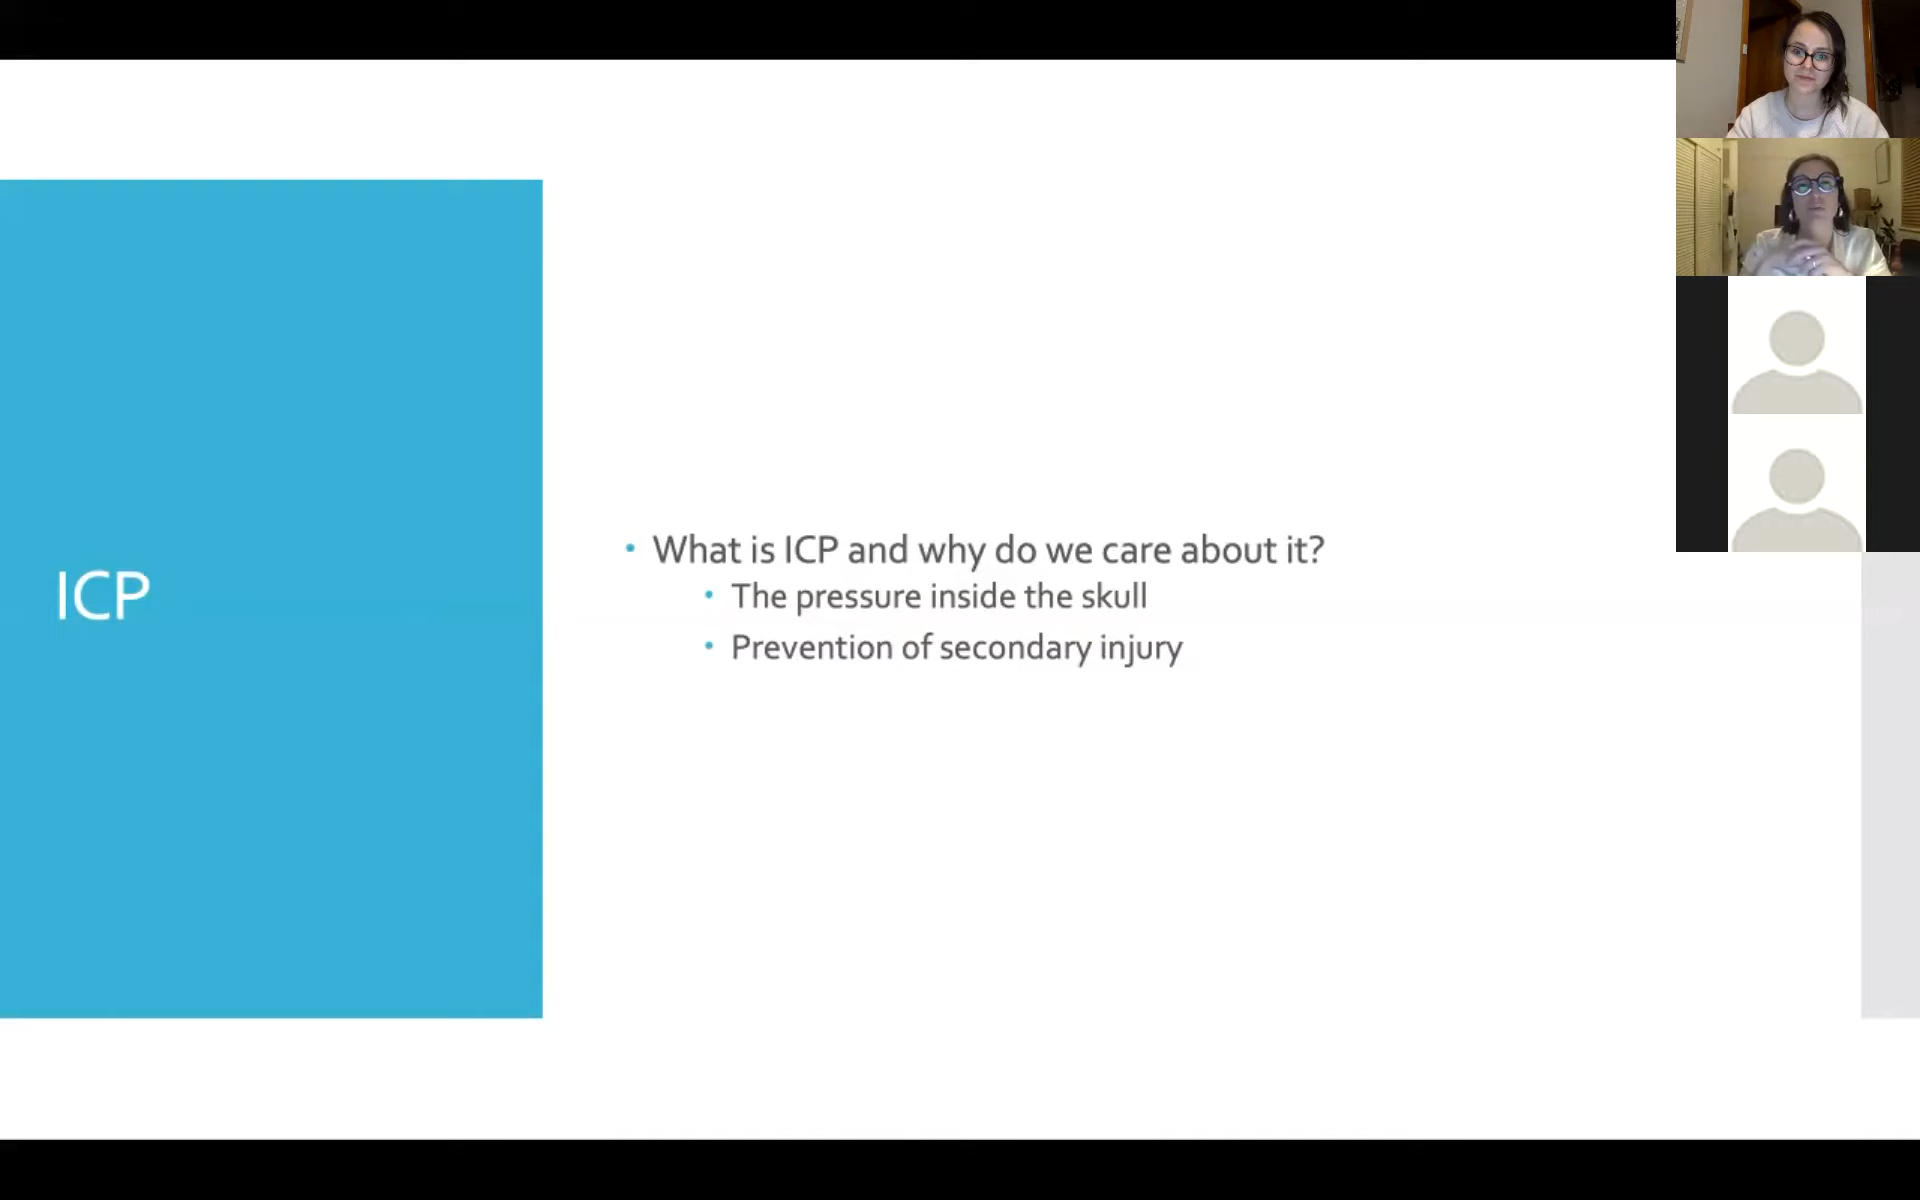 ICP
• What is ICP and why do we care about it?
• The pressure inside the skull
• Prevention of secondary injury